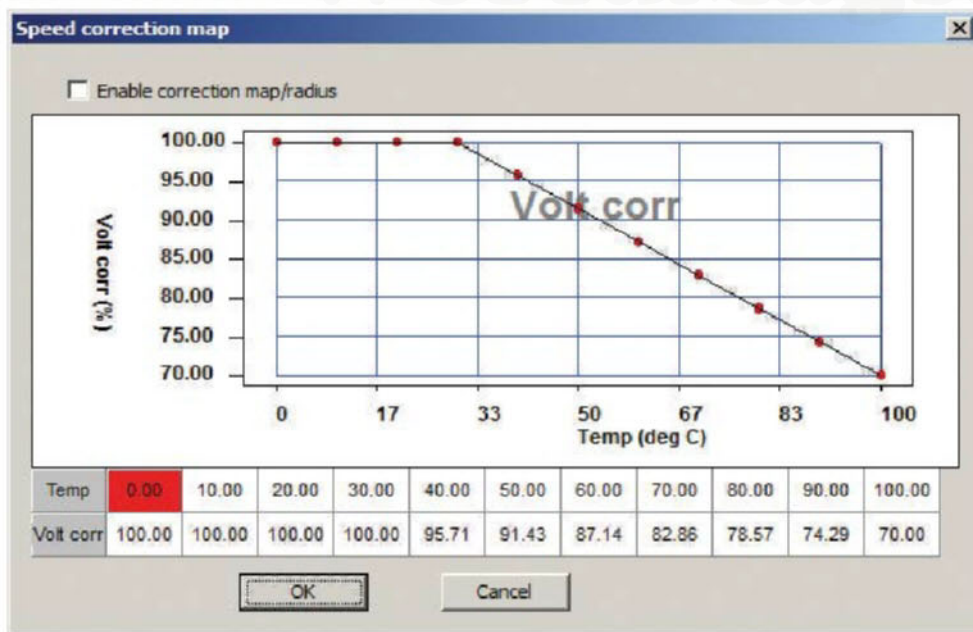 Speed correction map
Enable correction map/radius
Volt corr
Volt corr (%)
100.00
95.00
90.00
85.00
80.00
75.00
70.00
0 17 33 50 67 83 100
Temp (deg C)
Temp 0.00 10.00 20.00 30.00 40.00 50.00 60.00 70.00 80.00 90.00 100.00
Volt corr 100.00 100.00 100.00 100.00 95.71 91.43 87.14 82.86 78.57 74.29 70.00
OK Cancel